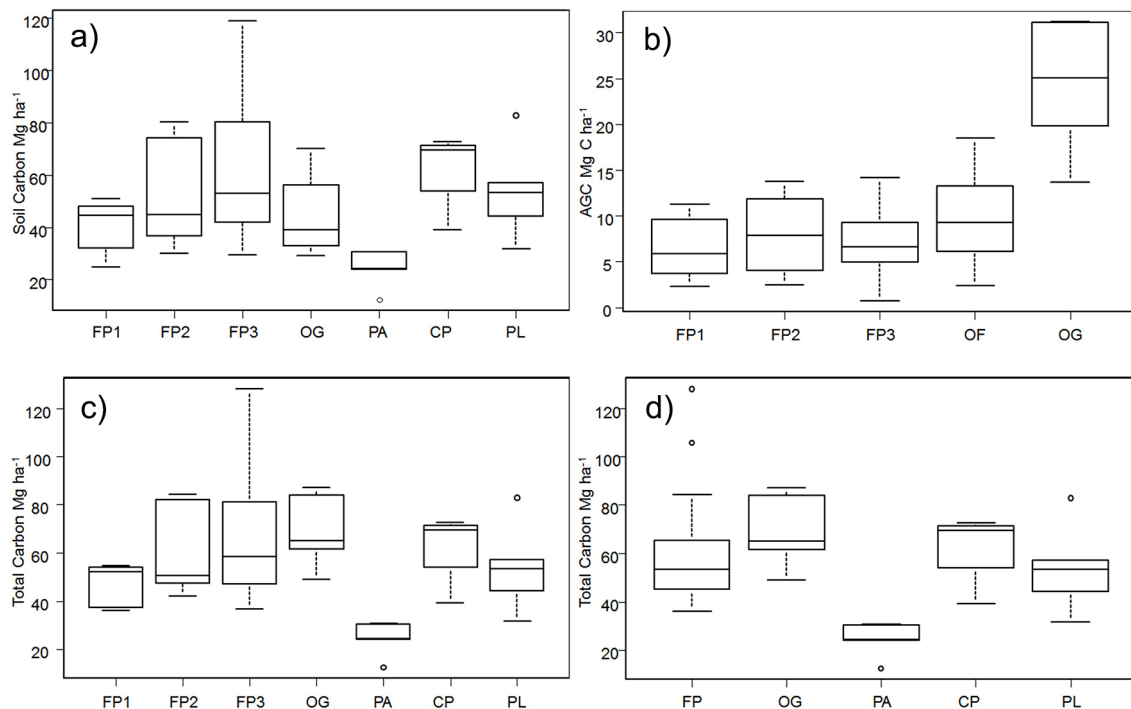 a)
Soil Carbon Mg ha⁻¹
120
100
80
60
40
20
FP1 FP2 FP3 OG PA CP PL
b)
AGC Mg C ha⁻¹
30
25
20
15
10
5
0
FP1 FP2 FP3 OF OG
c)
Total Carbon Mg ha⁻¹
120
100
80
60
40
20
FP1 FP2 FP3 OG PA CP PL
d)
Total Carbon Mg ha⁻¹
120
100
80
60
40
20
FP OG PA CP PL